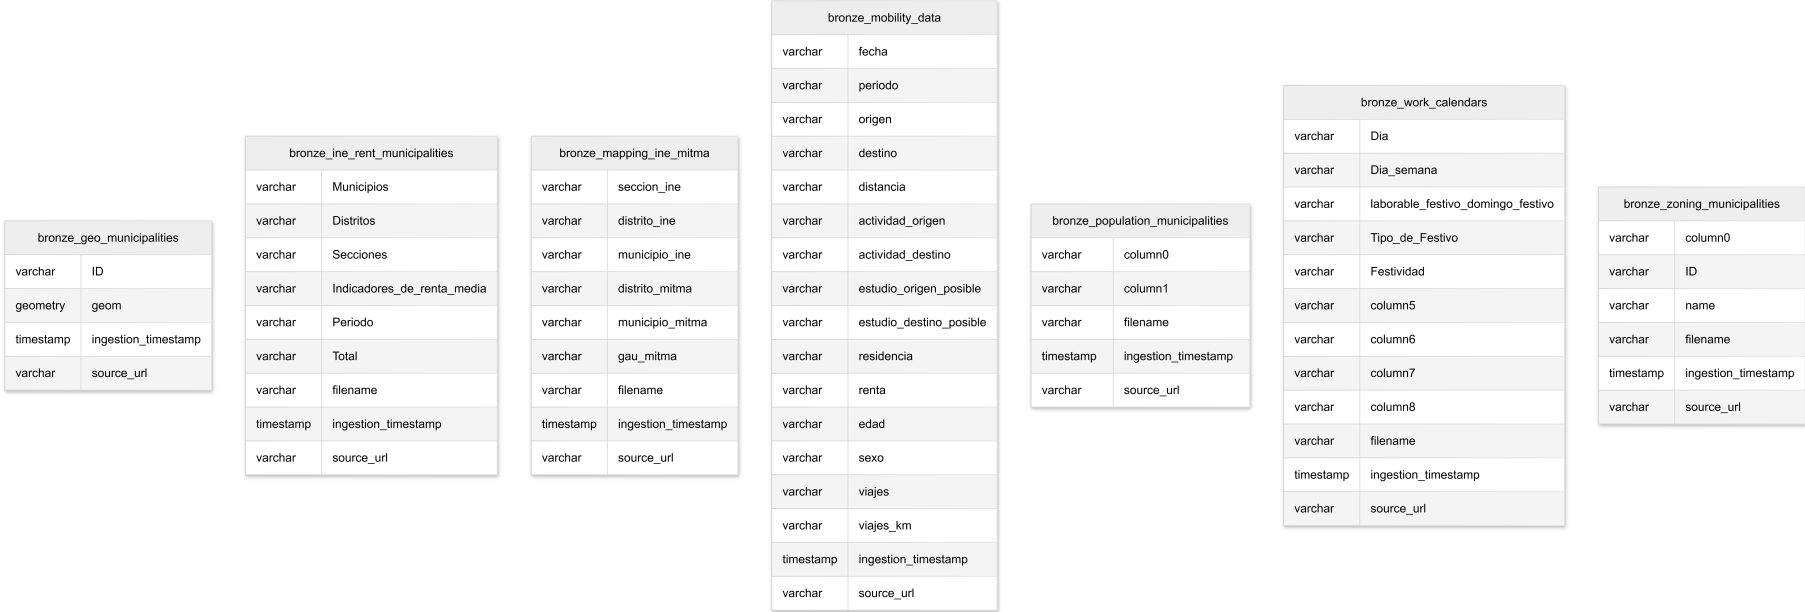 bronze_geo_municipalities
varchar ID
geometry geom
timestamp ingestion_timestamp
varchar source_url
bronze_ine_rent_municipalities
varchar Municipios
varchar Distritos
varchar Secciones
varchar Indicadores_de_renta_media
varchar Periodo
varchar Total
varchar filename
timestamp ingestion_timestamp
varchar source_url
bronze_mapping_ine_mitma
varchar seccion_ine
varchar distrito_ine
varchar municipio_ine
varchar distrito_mitma
varchar municipio_mitma
varchar gau_mitma
varchar filename
timestamp ingestion_timestamp
varchar source_url
bronze_mobility_data
varchar fecha
varchar periodo
varchar origen
varchar destino
varchar distancia
varchar actividad_origen
varchar actividad_destino
varchar estudio_origen_posible
varchar estudio_destino_posible
varchar residencia
varchar renta
varchar edad
varchar sexo
varchar viajes
varchar viajes_km
timestamp ingestion_timestamp
varchar source_url
bronze_population_municipalities
varchar column0
varchar column1
varchar filename
timestamp ingestion_timestamp
varchar source_url
bronze_work_calendars
varchar Dia
varchar Dia_semana
varchar laborable_festivo_domingo_festivo
varchar Tipo_de_Festivo
varchar Festividad
varchar column5
varchar column6
varchar column7
varchar column8
varchar filename
timestamp ingestion_timestamp
varchar source_url
bronze_zoning_municipalities
varchar column0
varchar ID
varchar name
varchar filename
timestamp ingestion_timestamp
varchar source_url